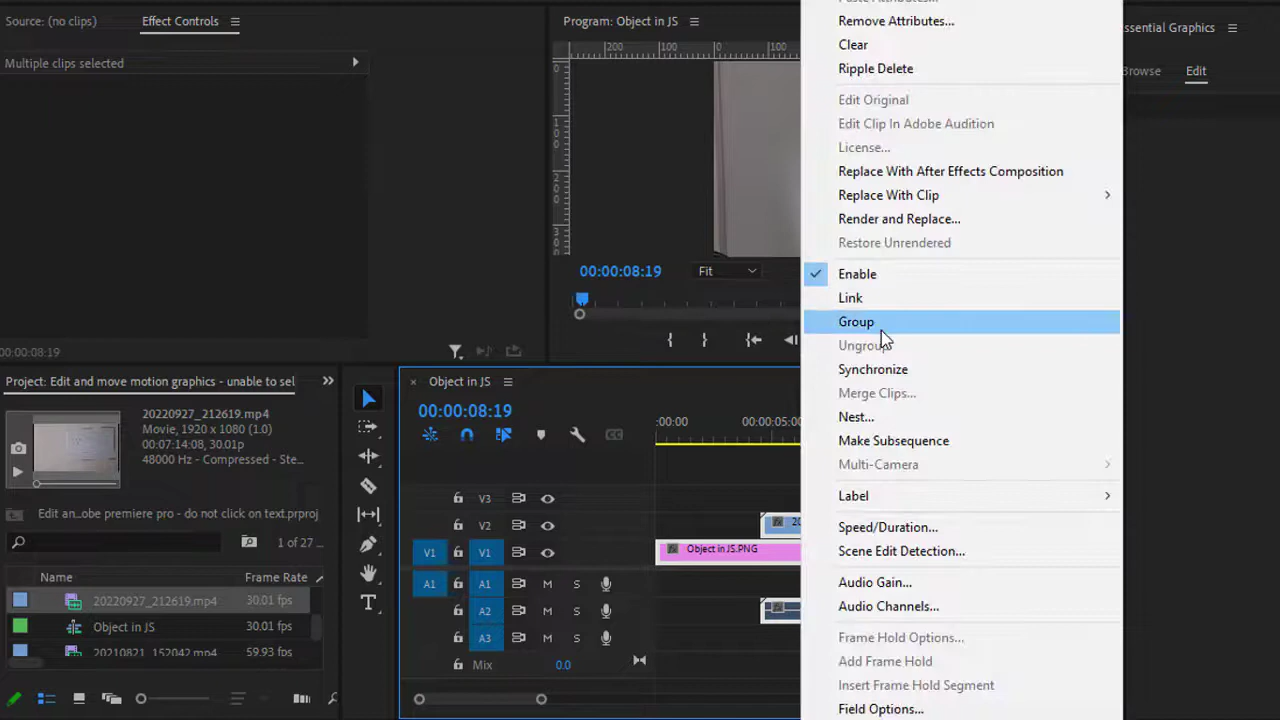 Source: (no clips)
Effect Controls
Multiple clips selected
00:00:08:19
Program: Object in JS
200
100
0
100
0
100
200
300
00:00:08:19
Fit
Remove Attributes...
Clear
Ripple Delete
Edit Original
Edit Clip In Adobe Audition
License...
Replace With After Effects Composition
Replace With Clip
Render and Replace...
Restore Unrendered
Enable
Link
Group
Ungroup
Synchronize
Merge Clips...
Nest...
Make Subsequence
Multi-Camera
Label
Speed/Duration...
Scene Edit Detection...
Audio Gain...
Audio Channels...
Frame Hold Options...
Add Frame Hold
Insert Frame Hold Segment
Field Options...
ssential Graphics
Browse
Edit
Project: Edit and move motion graphics - unable to sel
20220927_212619.mp4
Movie, 1920 x 1080 (1.0)
00:07:14:08, 30.01p
48000 Hz - Compressed - Ste...
Edit an...obe premiere pro - do not click on text.prproj
1 of 27 ...
Name
Frame Rate
20220927_212619.mp4
30.01 fps
Object in JS
30.01 fps
20210821_152042.mp4
59.93 fps
Object in JS
00:00:08:19
:00:00
00:00:05:00
V3
V2
20
V1
V1
Object in JS.PNG
A1
A1
M
S
A2
M
S
A3
M
S
Mix
0.0